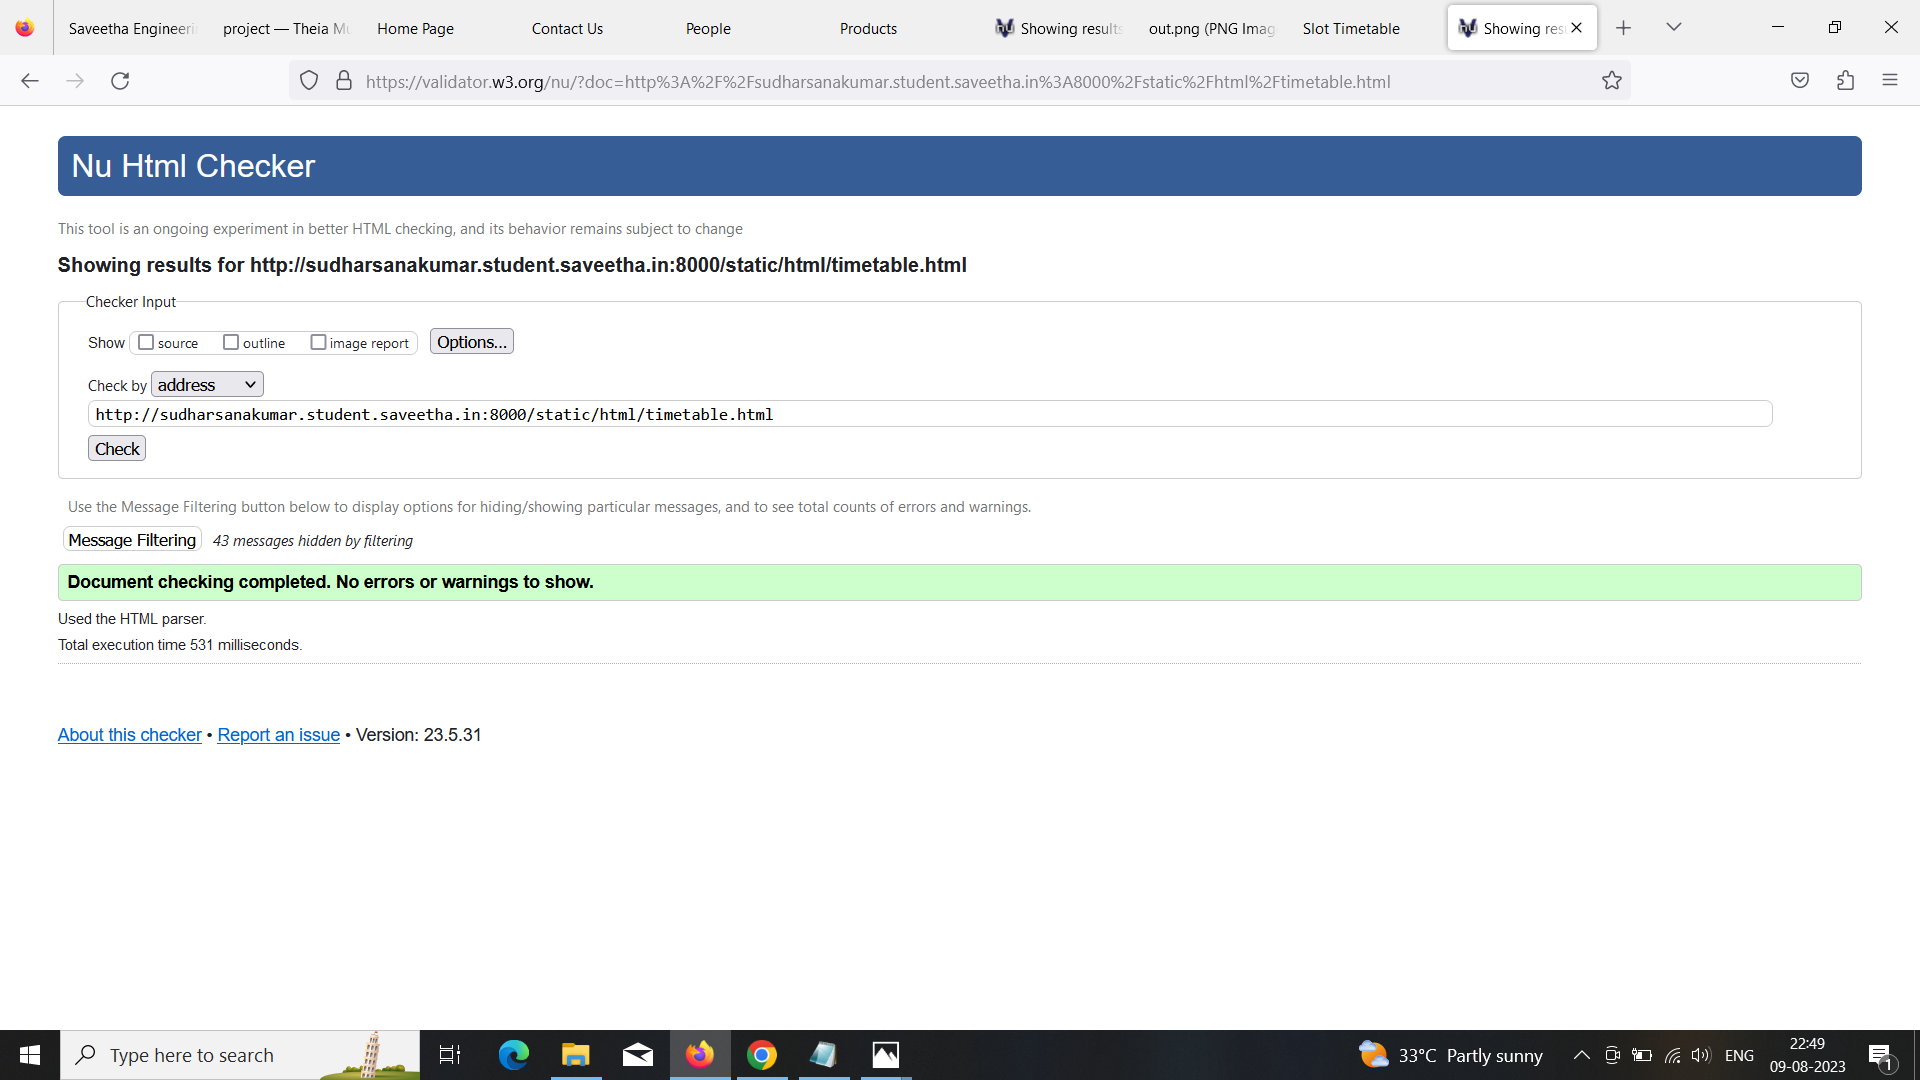 Saveetha Engineeri
project — Theia Mu
Home Page
Contact Us
People
Products
Showing results
out.png (PNG Imag
Slot Timetable
Showing res
https://validator.w3.org/nu/?doc=http%3A%2F%2Fsudharsanakumar.student.saveetha.in%3A8000%2Fstatic%2Fhtml%2Ftimetable.html
Nu Html Checker
This tool is an ongoing experiment in better HTML checking, and its behavior remains subject to change
Showing results for http://sudharsanakumar.student.saveetha.in:8000/static/html/timetable.html
Checker Input
Show source outline image report Options...
Check by address
http://sudharsanakumar.student.saveetha.in:8000/static/html/timetable.html
Check
Use the Message Filtering button below to display options for hiding/showing particular messages, and to see total counts of errors and warnings.
Message Filtering 43 messages hidden by filtering
Document checking completed. No errors or warnings to show.
Used the HTML parser.
Total execution time 531 milliseconds.
About this checker • Report an issue • Version: 23.5.31
Type here to search
33°C Partly sunny
ENG
22:49
09-08-2023
1